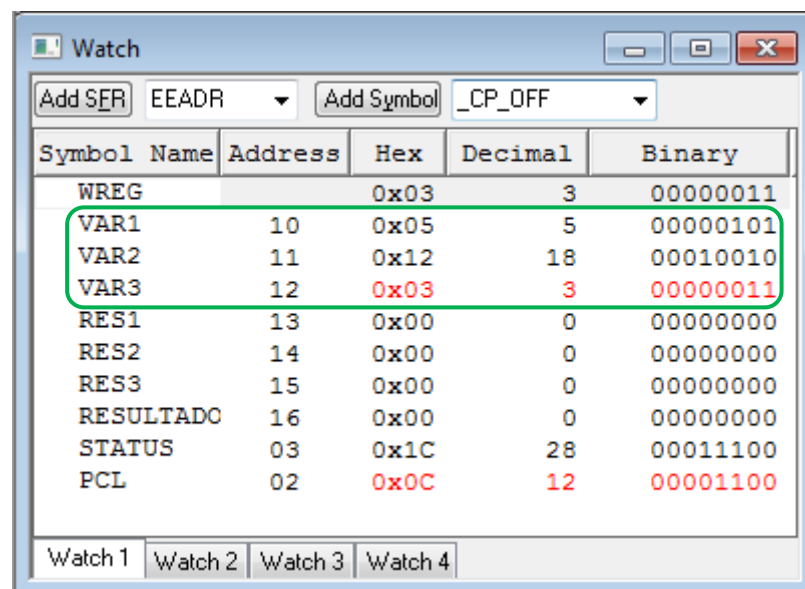 Watch
Add SFR EEADR Add Symbol _CP_OFF
Symbol Name Address Hex Decimal Binary
WREG 0x03 3 00000011
VAR1 10 0x05 5 00000101
VAR2 11 0x12 18 00010010
VAR3 12 0x03 3 00000011
RES1 13 0x00 0 00000000
RES2 14 0x00 0 00000000
RES3 15 0x00 0 00000000
RESULTADO 16 0x00 0 00000000
STATUS 03 0x1C 28 00011100
PCL 02 0x0C 12 00001100
Watch 1 Watch 2 Watch 3 Watch 4